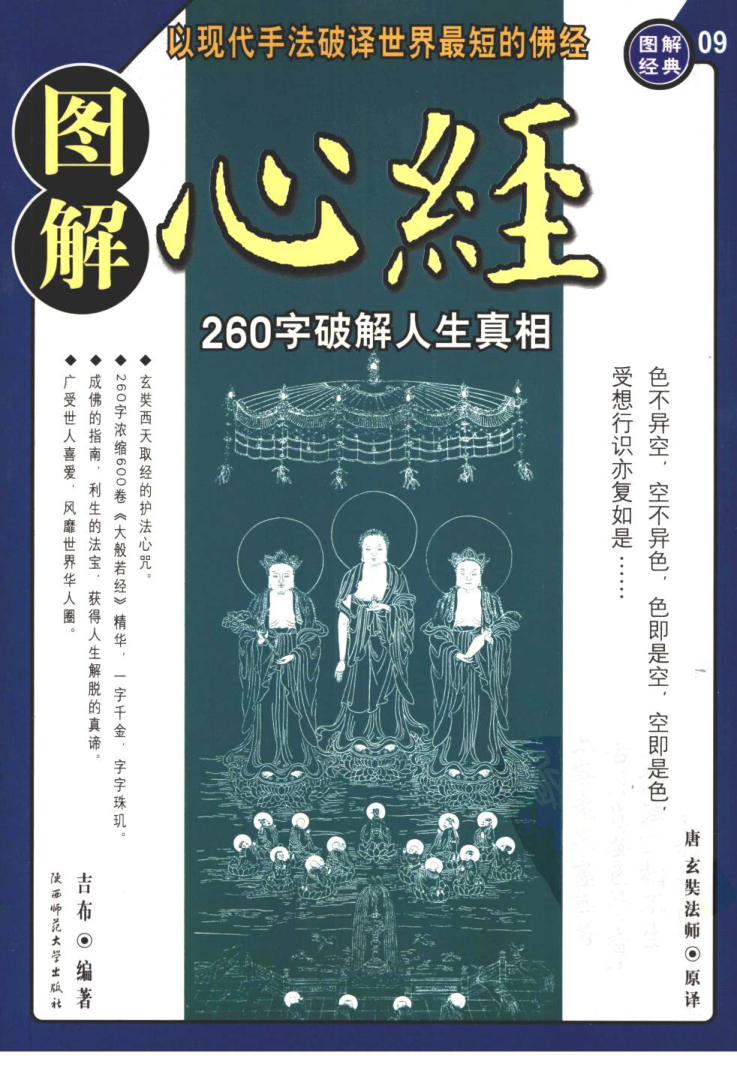 以现代手法破译世界最短的佛经
图解
经典
09
图
解
心經
260字破解人生真相
色不异空，空不异色，色即是空，空即是色，
受想行识亦复如是……
◆玄奘西天取经的护法心咒。
◆260字浓缩600卷《大般若经》精华，一字千金，字字珠玑。
◆成佛的指南，利生的法宝，获得人生解脱的真谛。
◆广受世人喜爱，风靡世界华人圈。
唐 玄奘法师◉原译
吉布◉编著
陕西师范大学出版社